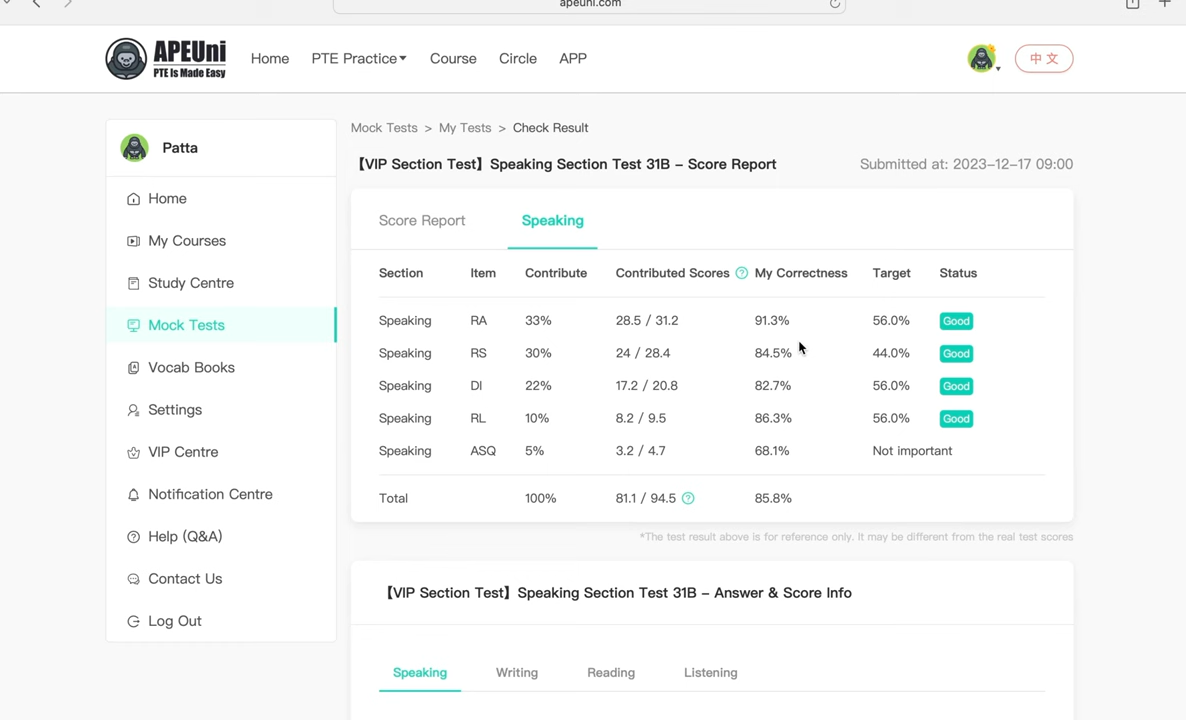 apeuni.com
APEUni
PTE Is Made Easy
Home PTE Practice Course Circle APP
中文
Patta
Home
My Courses
Study Centre
Mock Tests
Vocab Books
Settings
VIP Centre
Notification Centre
Help (Q&A)
Contact Us
Log Out
Mock Tests > My Tests > Check Result
【VIP Section Test】Speaking Section Test 31B – Score Report Submitted at: 2023–12–17 09:00
Score Report Speaking
Section Item Contribute Contributed Scores ? My Correctness Target Status
Speaking RA 33% 28.5 / 31.2 91.3% 56.0% Good
Speaking RS 30% 24 / 28.4 84.5% 44.0% Good
Speaking DI 22% 17.2 / 20.8 82.7% 56.0% Good
Speaking RL 10% 8.2 / 9.5 86.3% 56.0% Good
Speaking ASQ 5% 3.2 / 4.7 68.1% Not important
Total 100% 81.1 / 94.5 ? 85.8%
*The test result above is for reference only. It may be different from the real test scores
【VIP Section Test】Speaking Section Test 31B – Answer & Score Info
Speaking Writing Reading Listening